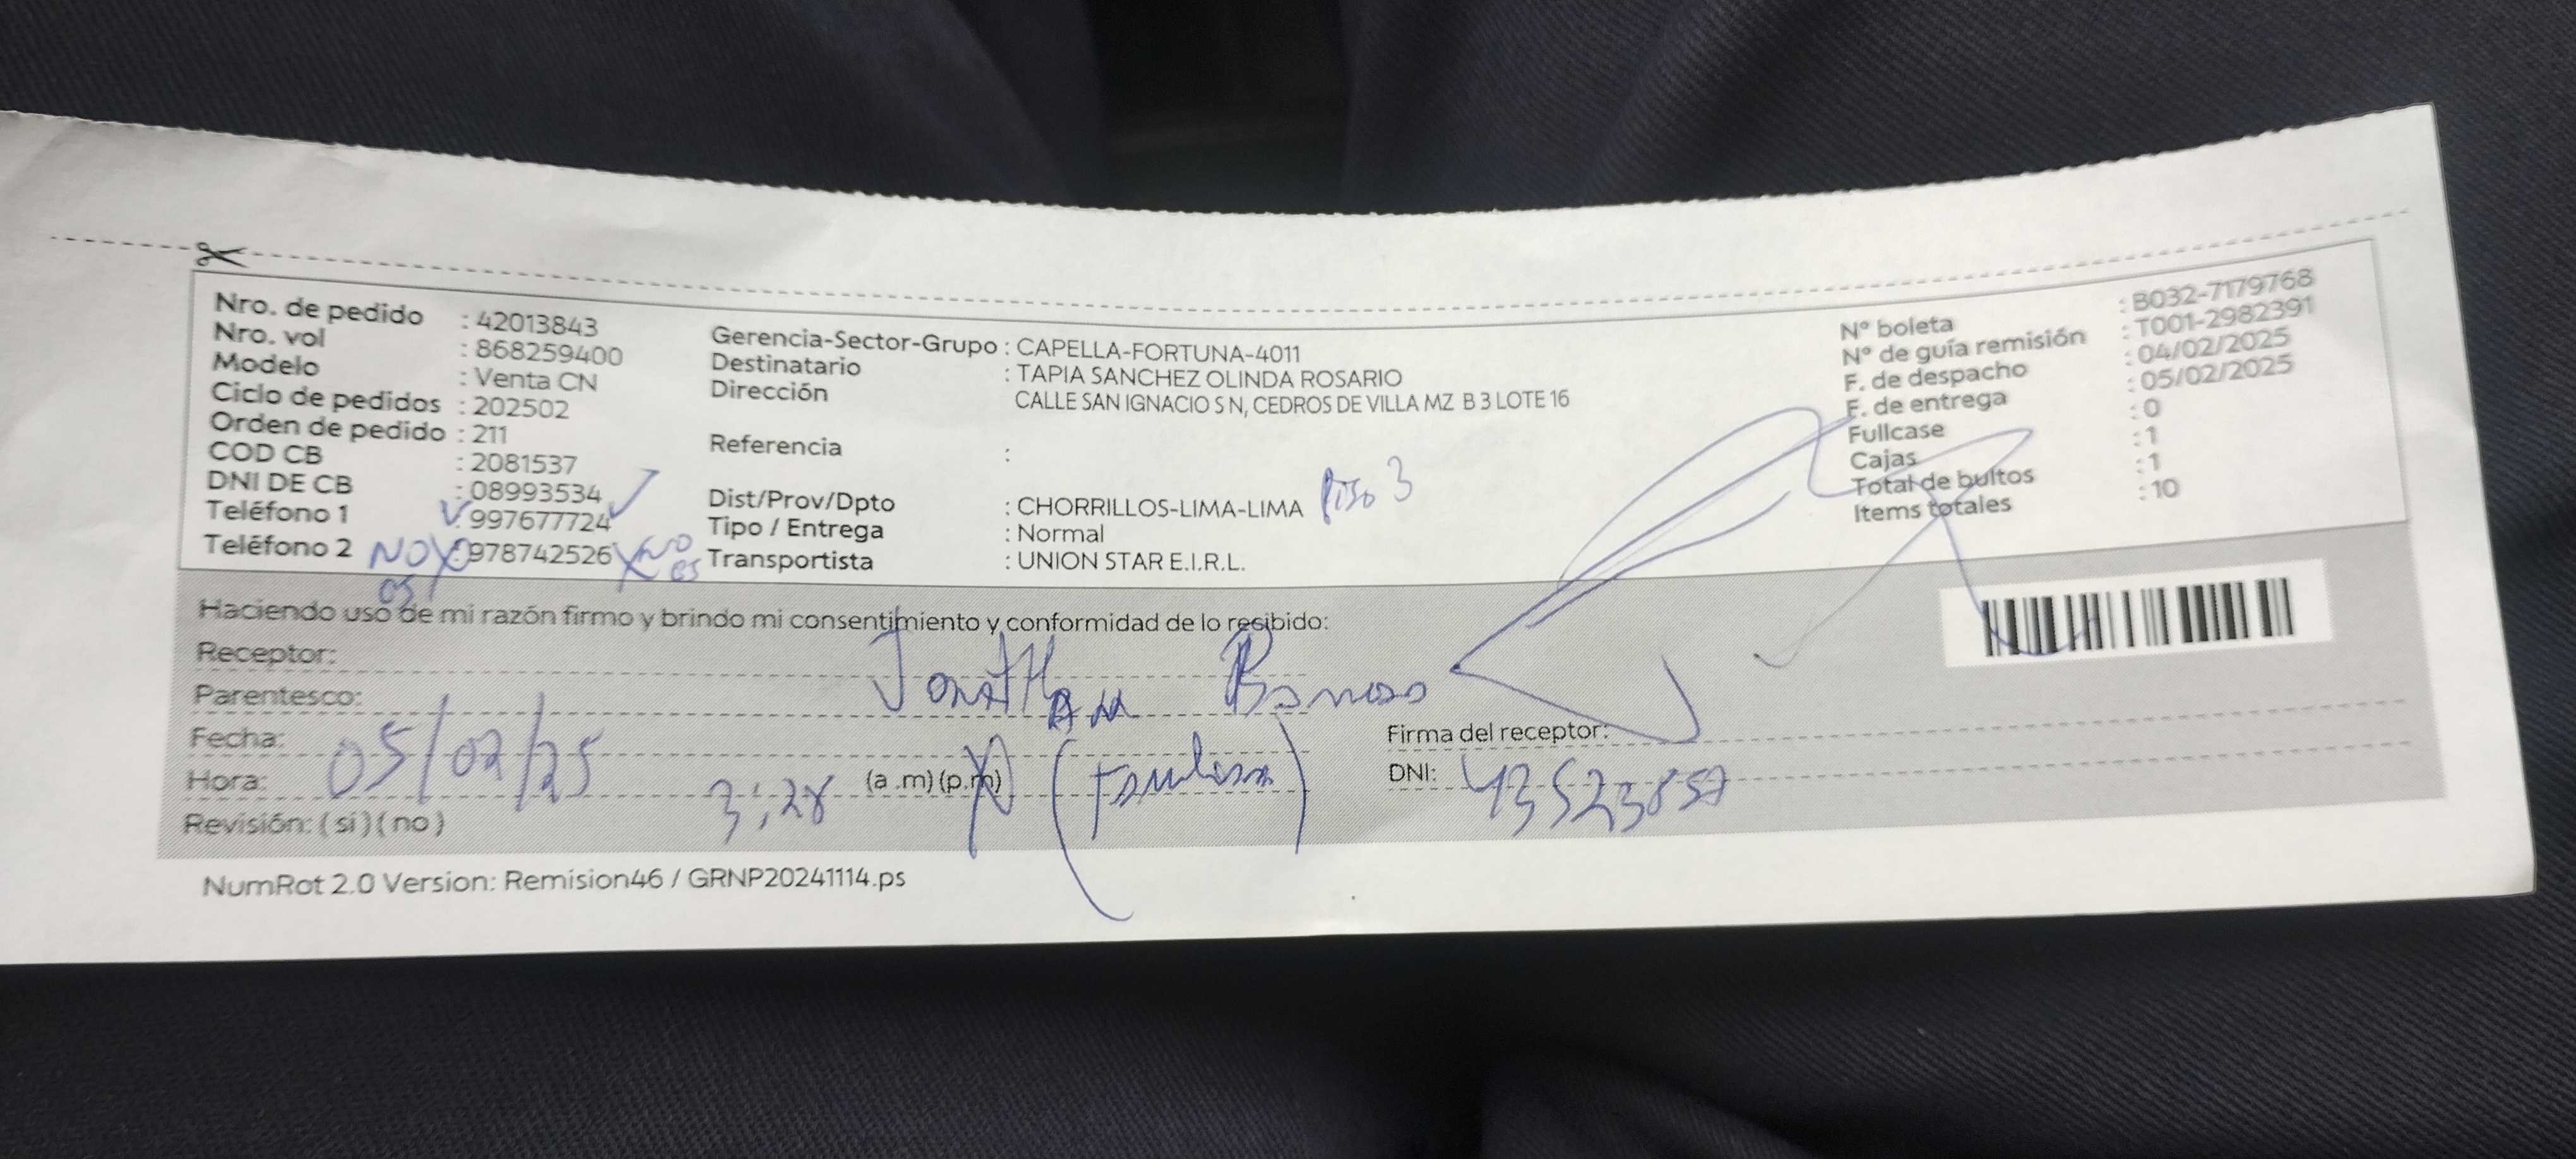 Nro. de pedido : 42013843
Nro. vol : 868259400
Modelo : Venta CN
Ciclo de pedidos : 202502
Orden de pedido : 211
COD CB : 2081537
DNI DE CB : 08993534
Teléfono 1 : 997677724
Teléfono 2 NO es : 978742526 NO es
Gerencia-Sector-Grupo : CAPELLA-FORTUNA-4011
Destinatario : TAPIA SANCHEZ OLINDA ROSARIO
Dirección CALLE SAN IGNACIO S N, CEDROS DE VILLA MZ B 3 LOTE 16
Referencia :
Dist/Prov/Dpto : CHORRILLOS-LIMA-LIMA Piso 3
Tipo / Entrega : Normal
Transportista : UNION STAR E.I.R.L.
N° boleta : B032-7179768
N° de guía remisión : T001-2982391
F. de despacho : 04/02/2025
F. de entrega : 05/02/2025
Fullcase : 0
Cajas : 1
Total de bultos : 1
Items totales : 10
Haciendo uso de mi razón firmo y brindo mi consentimiento y conformidad de lo recibido:
Receptor: Jonathan
Parentesco:
Fecha: 05/02/25
Firma del receptor:
Hora: 3:28 (a .m) (p.m)
DNI: 43523857
Revisión: ( si ) ( no )
NumRot 2.0 Version: Remision46 / GRNP20241114.ps